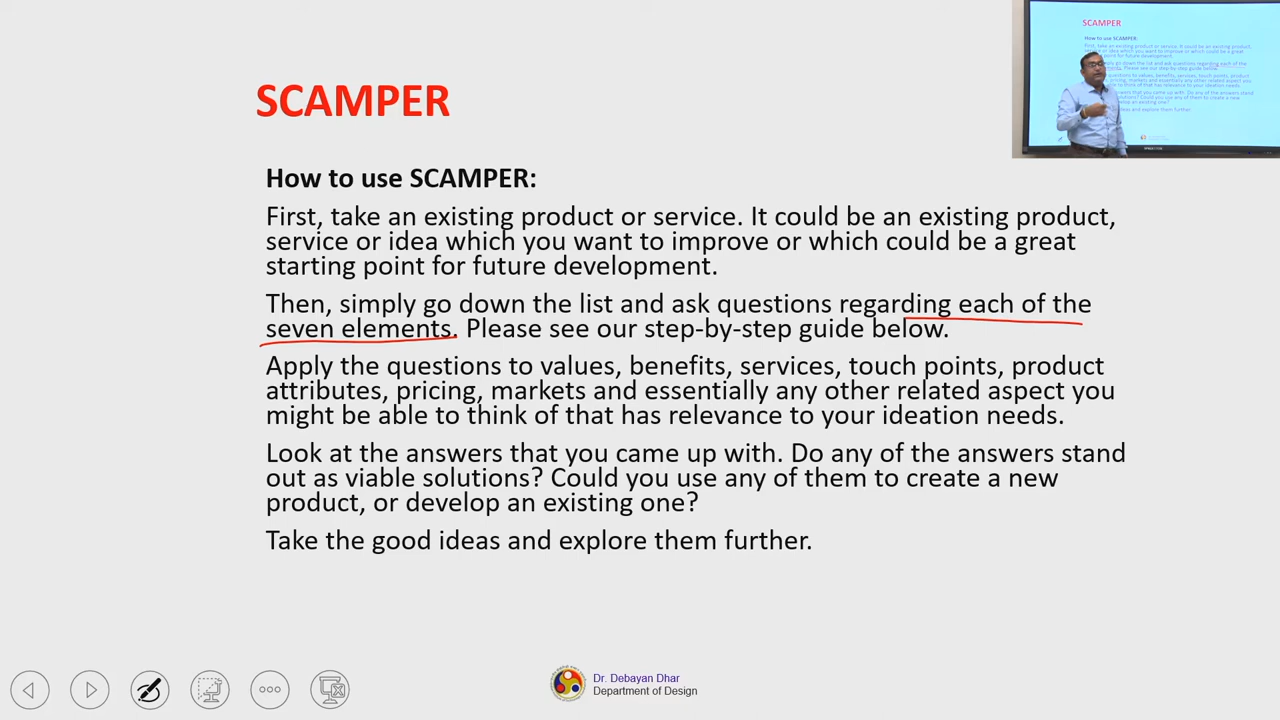 SCAMPER
How to use SCAMPER:
First, take an existing product or service. It could be an existing product,
service or idea which you want to improve or which could be a great
starting point for future development.
Then, simply go down the list and ask questions regarding each of the
seven elements. Please see our step-by-step guide below.
Apply the questions to values, benefits, services, touch points, product
attributes, pricing, markets and essentially any other related aspect you
might be able to think of that has relevance to your ideation needs.
Look at the answers that you came up with. Do any of the answers stand
out as viable solutions? Could you use any of them to create a new
product, or develop an existing one?
Take the good ideas and explore them further.
Dr. Debayan Dhar
Department of Design
SCAMPER
How to use SCAMPER: